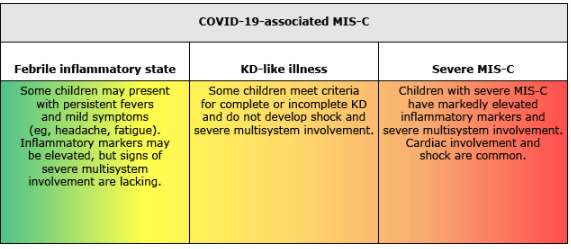 COVID-19-associated MIS-C
Febrile inflammatory state
KD-like illness
Severe MIS-C
Some children may present
with persistent fevers
and mild symptoms
(eg, headache, fatigue).
Inflammatory markers may
be elevated, but signs of
severe multisystem
involvement are lacking.
Some children meet criteria
for complete or incomplete KD
and do not develop shock and
severe multisystem involvement.
Children with severe MIS-C
have markedly elevated
inflammatory markers and
severe multisystem involvement.
Cardiac involvement and
shock are common.